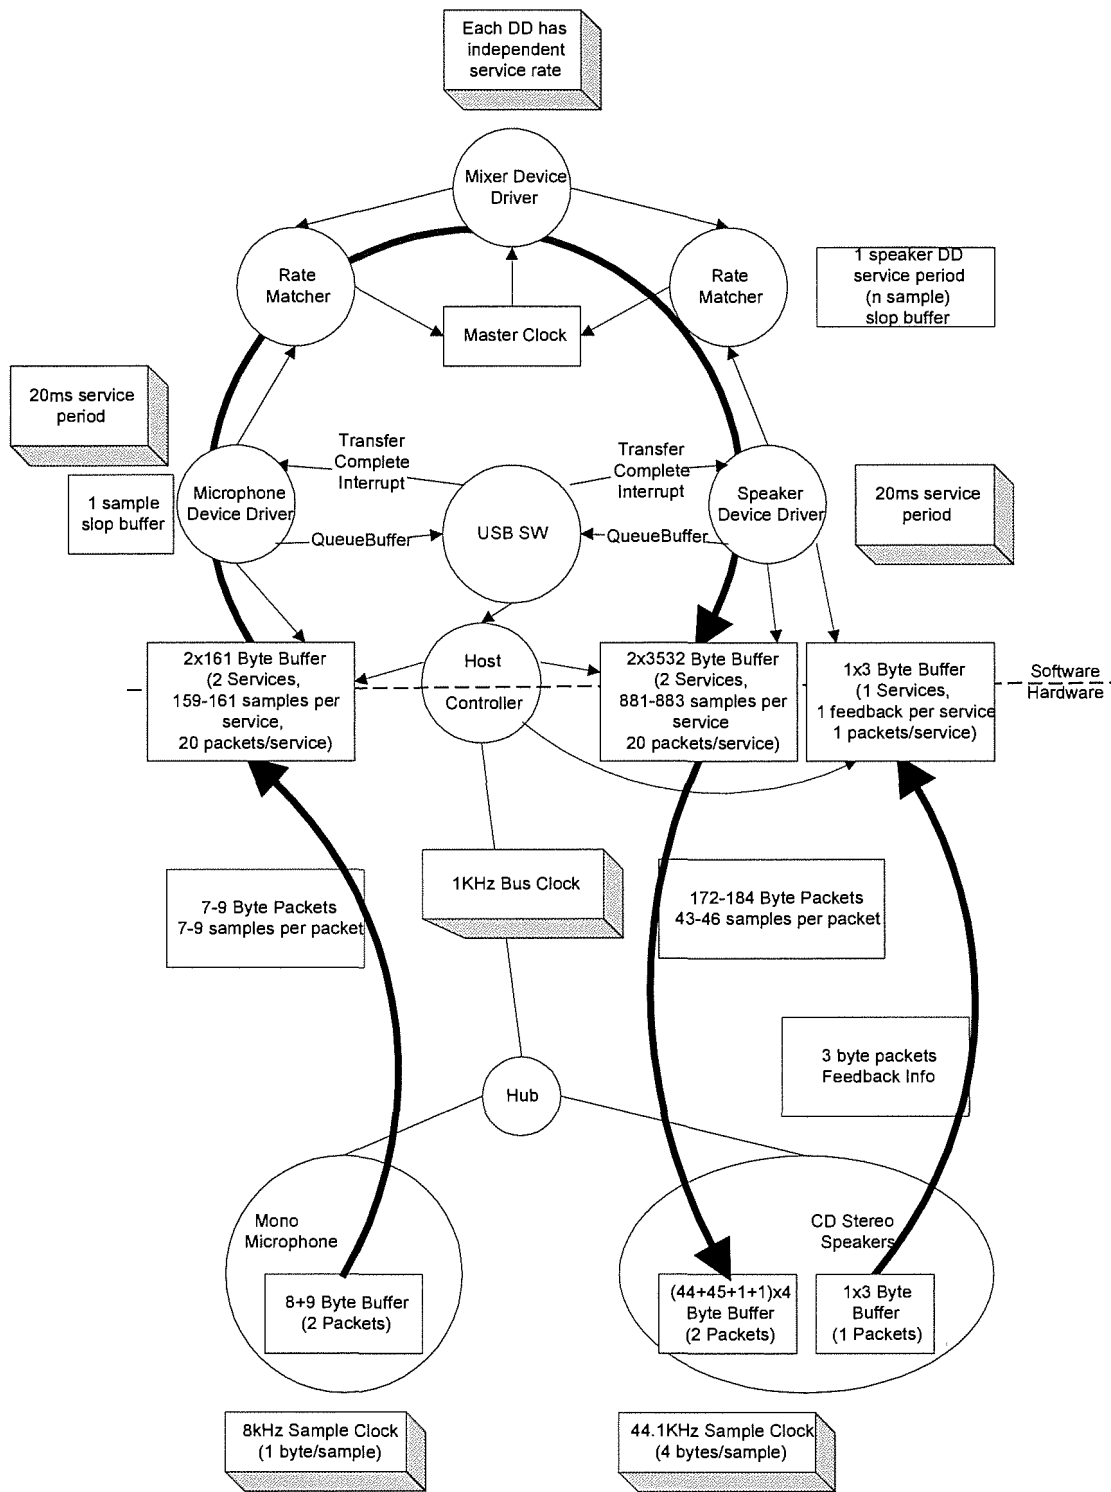 Each DD has
independent
service rate
Mixer Device
Driver
Rate
Matcher
Rate
Matcher
1 speaker DD
service period
(n sample)
slop buffer
Master Clock
20ms service
period
Transfer
Complete
Interrupt
Transfer
Complete
Interrupt
1 sample
slop buffer
Microphone
Device Driver
USB SW
Speaker
Device Driver
20ms service
period
QueueBuffer
QueueBuffer
2x161 Byte Buffer
(2 Services,
159-161 samples per
service,
20 packets/service)
Host
Controller
2x3532 Byte Buffer
(2 Services,
881-883 samples per
service
20 packets/service)
1x3 Byte Buffer
(1 Services,
1 feedback per service
1 packets/service)
Software
Hardware
7-9 Byte Packets
7-9 samples per packet
1KHz Bus Clock
172-184 Byte Packets
43-46 samples per packet
3 byte packets
Feedback Info
Hub
Mono
Microphone
CD Stereo
Speakers
8+9 Byte Buffer
(2 Packets)
(44+45+1+1)x4
Byte Buffer
(2 Packets)
1x3 Byte
Buffer
(1 Packets)
8kHz Sample Clock
(1 byte/sample)
44.1KHz Sample Clock
(4 bytes/sample)